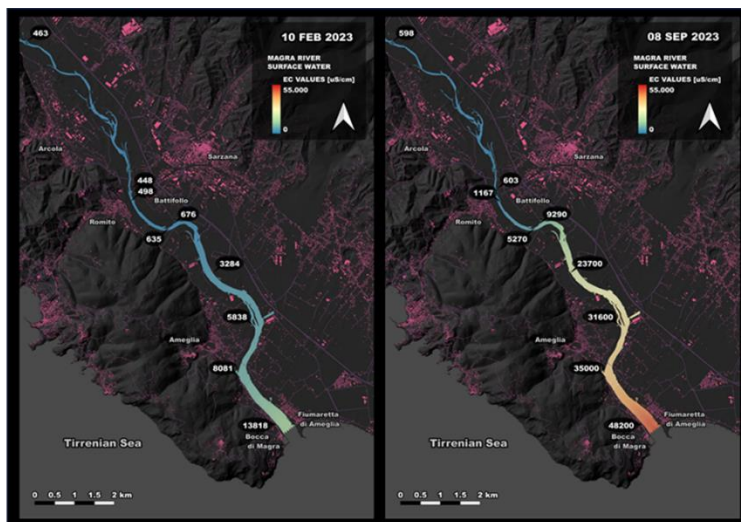 463
10 FEB 2023
MAGRA RIVER
SURFACE WATER
EC VALUES [uS/cm]
55.000
0
Arcola
Sarzana
448
498
Battifollo
Romito
676
635
3284
5838
Ameglia
8081
13818
Fiumaretta
di Ameglia
Bocca
di Magra
Tirrenian Sea
0 0.5 1 1.5 2 km
598
08 SEP 2023
MAGRA RIVER
SURFACE WATER
EC VALUES [uS/cm]
55.000
0
Arcola
Sarzana
603
1167
Battifollo
Romito
9290
5270
23700
31600
Ameglia
35000
48200
Fiumaretta
di Ameglia
Bocca
di Magra
Tirrenian Sea
0 0.5 1 1.5 2 km